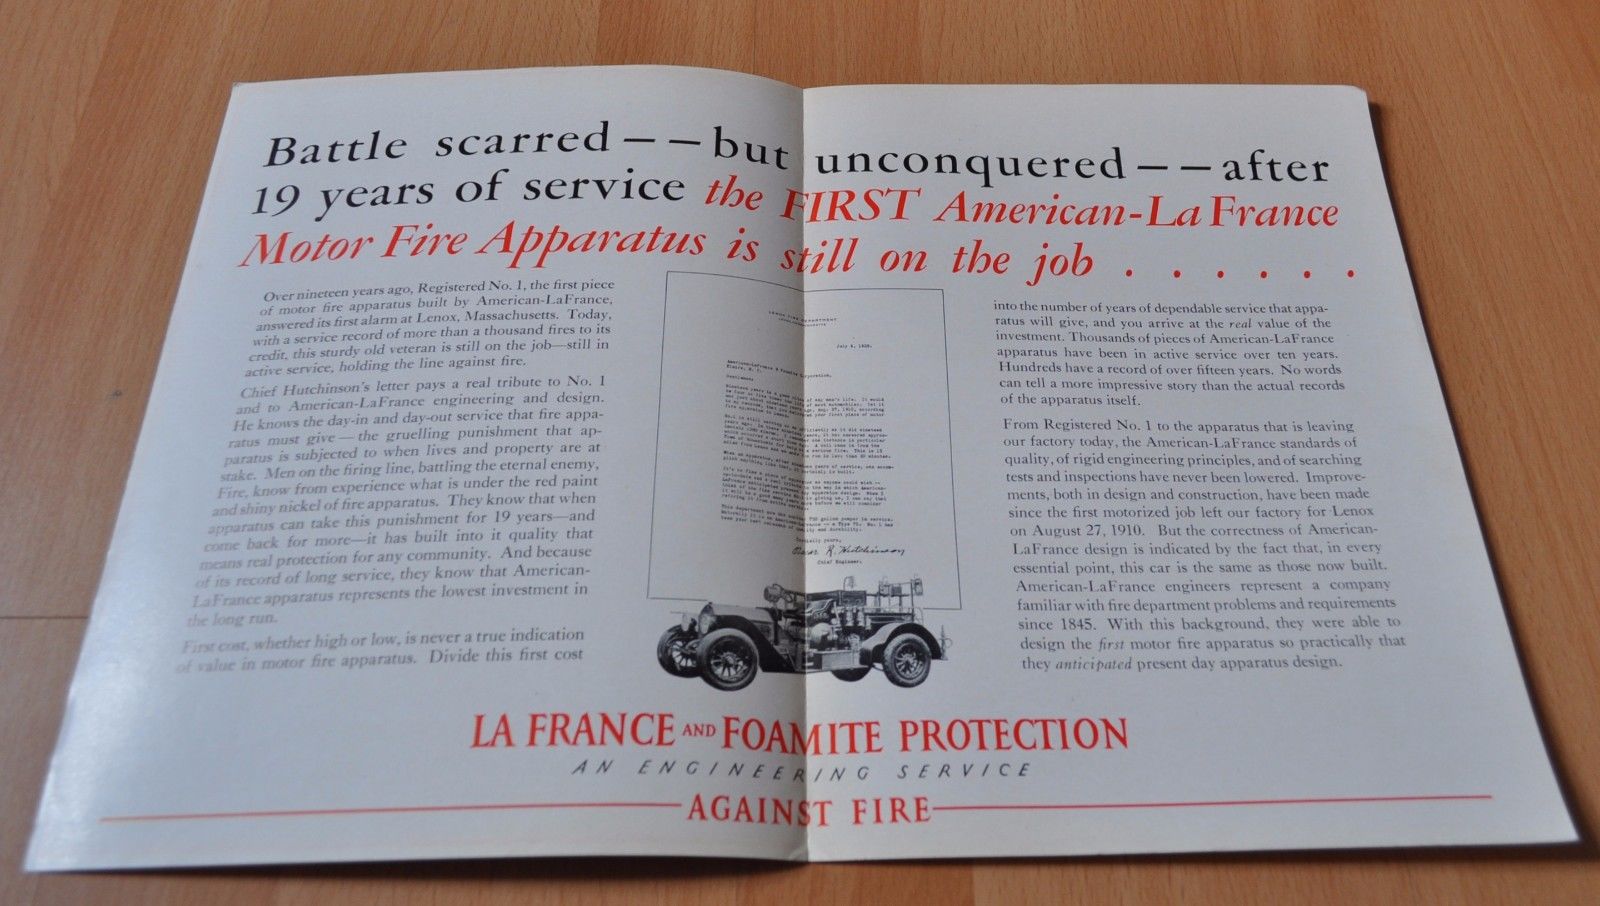 Battle scarred — — but unconquered — — after
19 years of service the FIRST American-LaFrance
Motor Fire Apparatus is still on the job . . . . . .
Over nineteen years ago, Registered No. 1, the first piece
of motor fire apparatus built by American-LaFrance,
answered its first alarm at Lenox, Massachusetts. Today,
with a service record of more than a thousand fires to its
credit, this sturdy old veteran is still on the job—still in
active service, holding the line against fire.
Chief Hutchinson's letter pays a real tribute to No. 1
and to American-LaFrance engineering and design.
He knows the day-in and day-out service that fire appa-
ratus must give — the gruelling punishment that ap-
paratus is subjected to when lives and property are at
stake. Men on the firing line, battling the eternal enemy,
Fire, know from experience what is under the red paint
and shiny nickel of fire apparatus. They know that when
apparatus can take this punishment for 19 years—and
come back for more—it has built into it quality that
means real protection for any community. And because
of its record of long service, they know that American-
LaFrance apparatus represents the lowest investment in
the long run.
First cost, whether high or low, is never a true indication
of value in motor fire apparatus. Divide this first cost
LENOX FIRE DEPARTMENT
July
American-LaFrance & Foamite Corporation,
Elmira, N. Y.
Gentlemen:
Oscar R. Hutchinson
Chief Engineer.
into the number of years of dependable service that appa-
ratus will give, and you arrive at the real value of the
investment. Thousands of pieces of American-LaFrance
apparatus have been in active service over ten years.
Hundreds have a record of over fifteen years. No words
can tell a more impressive story than the actual records
of the apparatus itself.
From Registered No. 1 to the apparatus that is leaving
our factory today, the American-LaFrance standards of
quality, of rigid engineering principles, and of searching
tests and inspections have never been lowered. Improve-
ments, both in design and construction, have been made
since the first motorized job left our factory for Lenox
on August 27, 1910. But the correctness of American-
LaFrance design is indicated by the fact that, in every
essential point, this car is the same as those now built.
American-LaFrance engineers represent a company
familiar with fire department problems and requirements
since 1845. With this background, they were able to
design the first motor fire apparatus so practically that
they anticipated present day apparatus design.
LA FRANCE AND FOAMITE PROTECTION
AN ENGINEERING SERVICE
AGAINST FIRE